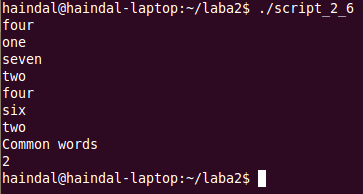 haindal@haindal-laptop:~/laba2$ ./script_2_6
four
one
seven
two
four
six
two
Common words
2
haindal@haindal-laptop:~/laba2$